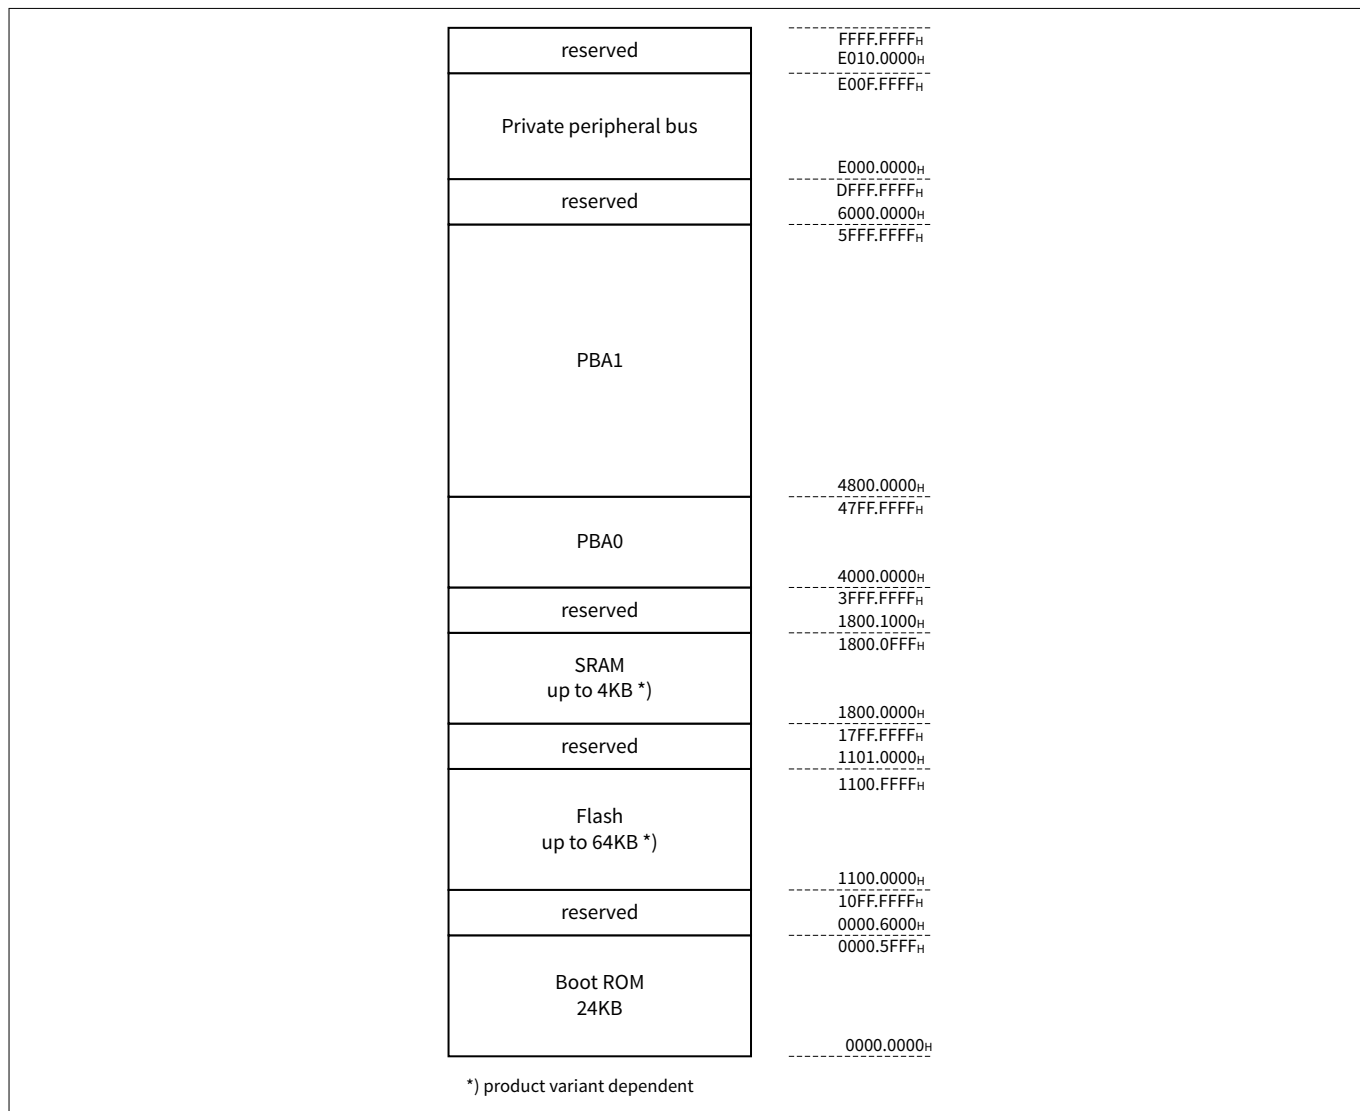 reserved
FFFF.FFFFH
E010.0000H
E00F.FFFFH
Private peripheral bus
E000.0000H
DFFF.FFFFH
reserved
6000.0000H
5FFF.FFFFH
PBA1
4800.0000H
47FF.FFFFH
PBA0
4000.0000H
3FFF.FFFFH
reserved
1800.1000H
1800.0FFFH
SRAM
up to 4KB *)
1800.0000H
17FF.FFFFH
reserved
1101.0000H
1100.FFFFH
Flash
up to 64KB *)
1100.0000H
10FF.FFFFH
reserved
0000.6000H
0000.5FFFH
Boot ROM
24KB
0000.0000H
*) product variant dependent